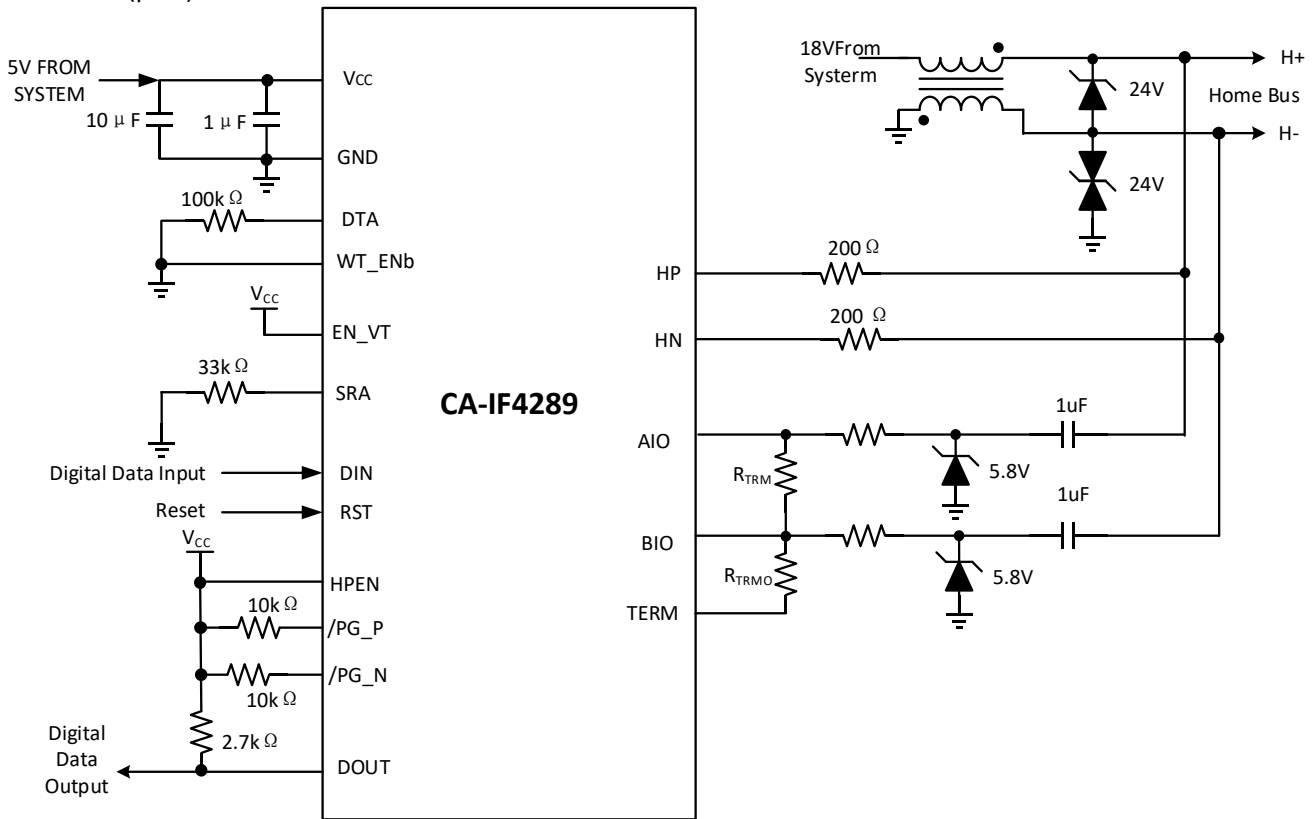 5V FROM
SYSTEM
10 μ F
1 μ F
VCC
GND
100k Ω
DTA
WT_ENb
VCC
EN_VT
33k Ω
SRA
CA-IF4289
Digital Data Input
DIN
Reset
RST
VCC
HPEN
10k Ω
/PG_P
/PG_N
10k Ω
2.7k Ω
Digital
Data
Output
DOUT
18VFrom
Systerm
H+
24V
Home Bus
H-
24V
HP
200 Ω
HN
200 Ω
AIO
1uF
RTRM
5.8V
1uF
BIO
RTRMO
5.8V
TERM